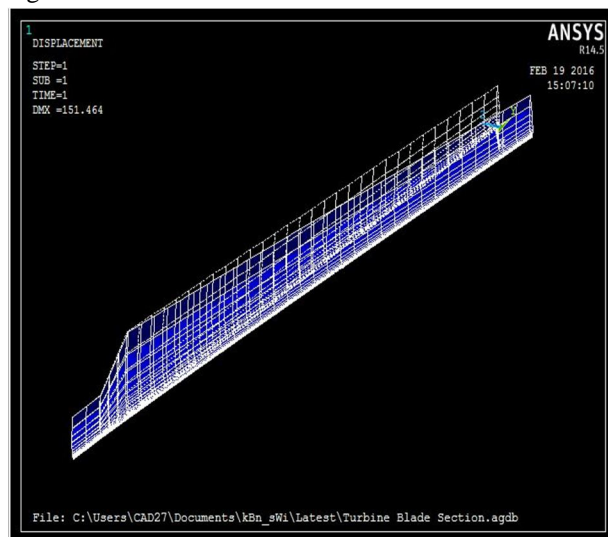 1
DISPLACEMENT
STEP=1
SUB =1
TIME=1
DMX =151.464
ANSYS
R14.5
FEB 19 2016
15:07:10
File: C:\Users\CAD27\Documents\kBn_sWi\Latest\Turbine Blade Section.agdb